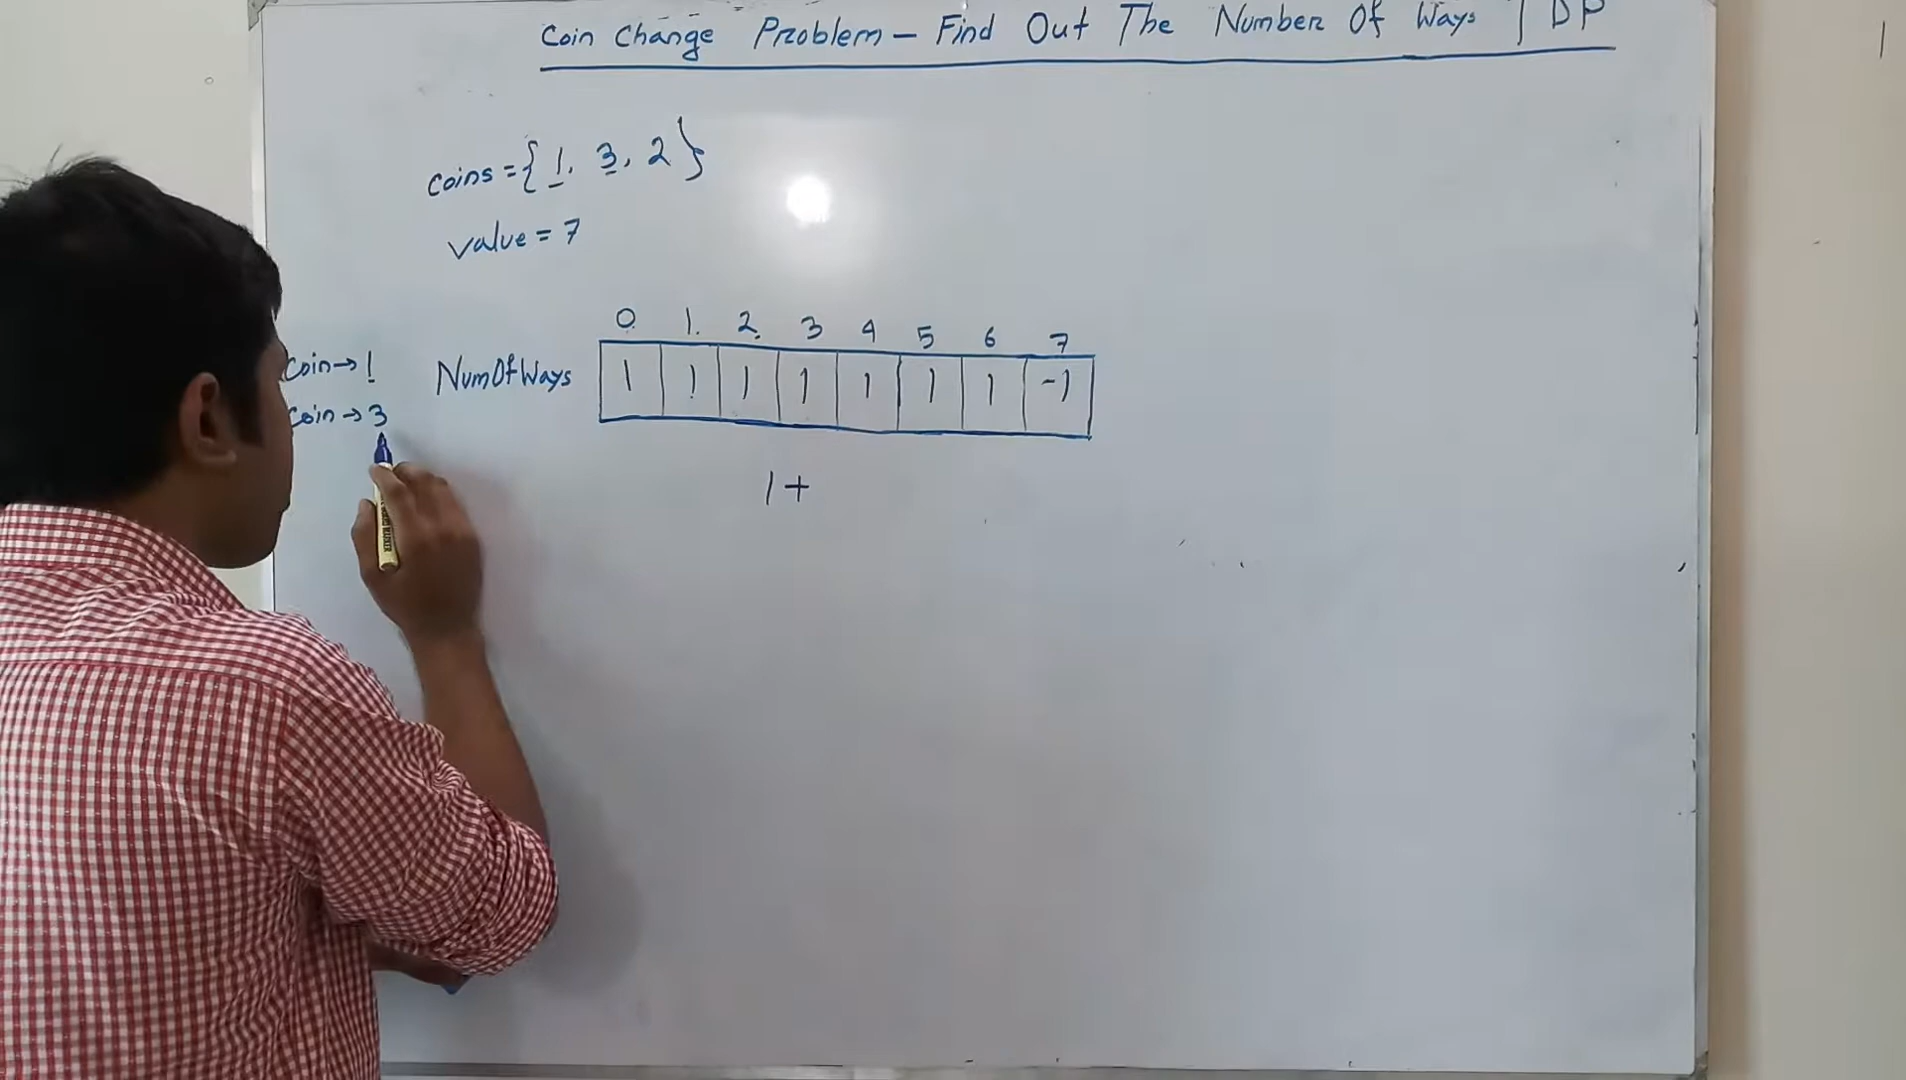 Coin Change Problem - Find Out The Number Of Ways | DP
coins = { 1, 3, 2 }
value = 7
0 1 2 3 4 5 6 7
Coin → 1
NumOfWays 1 1 1 1 1 1 1 -1
Coin → 3
1 +